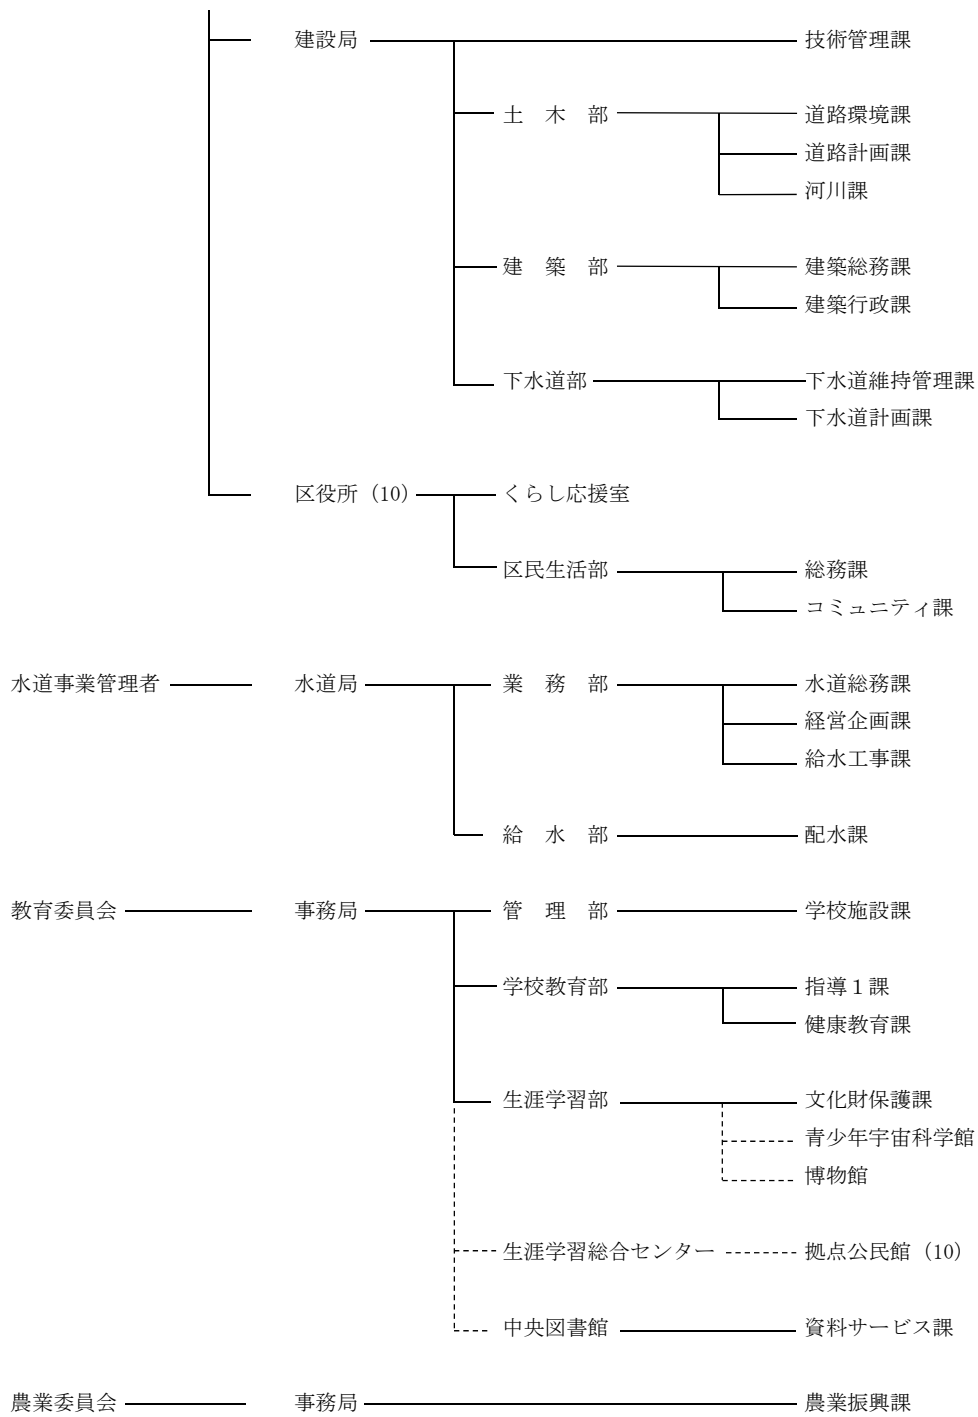 建設局 技術管理課
土 木 部 道路環境課
道路計画課
河川課
建 築 部 建築総務課
建築行政課
下水道部 下水道維持管理課
下水道計画課
区役所（10） くらし応援室
区民生活部 総務課
コミュニティ課
水道事業管理者 水道局 業 務 部 水道総務課
経営企画課
給水工事課
給 水 部 配水課
教育委員会 事務局 管 理 部 学校施設課
学校教育部 指導１課
健康教育課
生涯学習部 文化財保護課
青少年宇宙科学館
博物館
生涯学習総合センター 拠点公民館（10）
中央図書館 資料サービス課
農業委員会 事務局 農業振興課